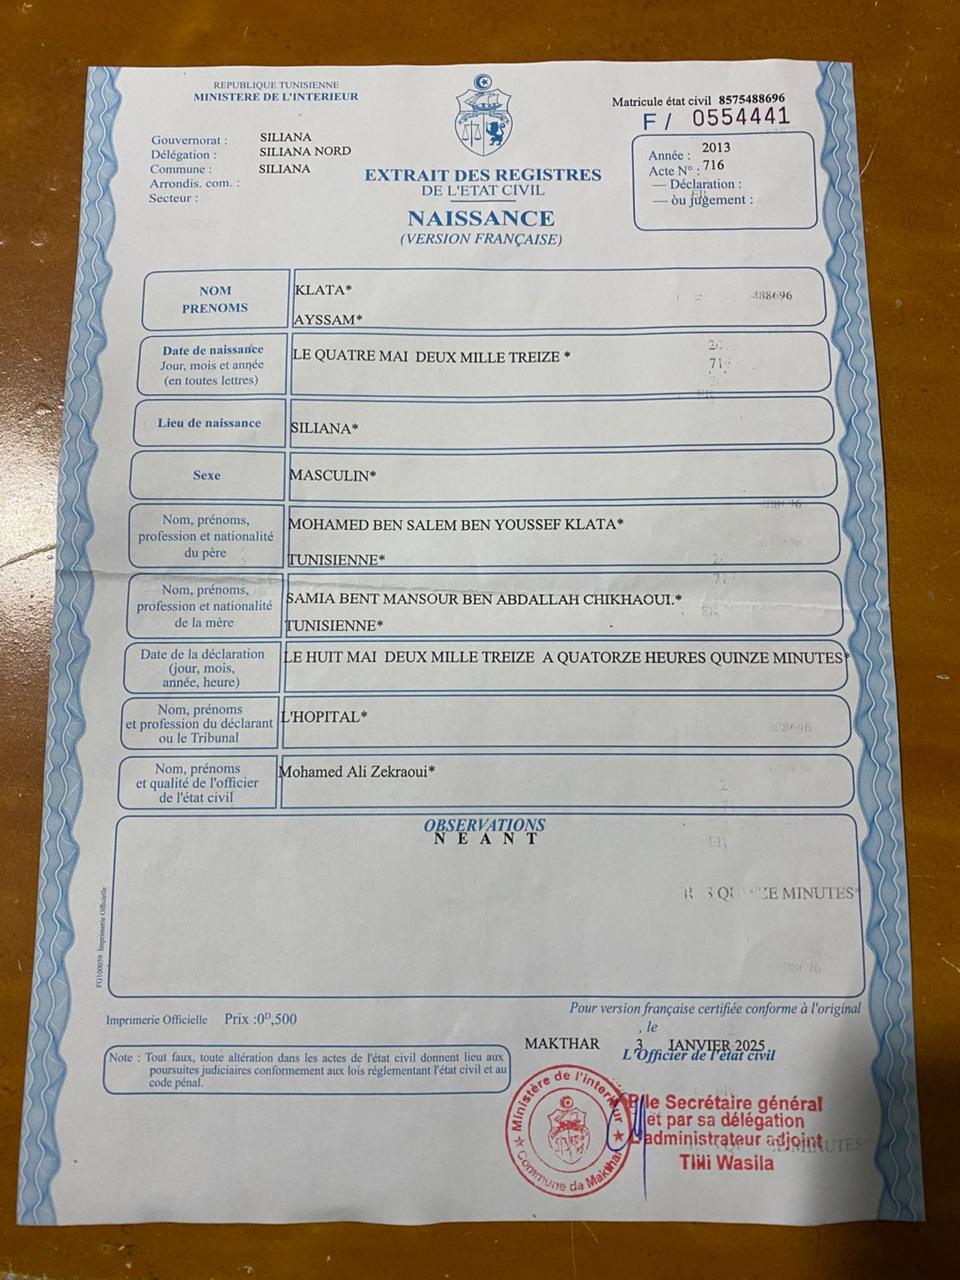 REPUBLIQUE TUNISIENNE
MINISTERE DE L'INTERIEUR
Matricule état civil 8575488696
F / 0554441
Gouvernorat : SILIANA
Délégation : SILIANA NORD
Commune : SILIANA
Arrondis. com. :
Secteur :
EXTRAIT DES REGISTRES
DE L'ETAT CIVIL
NAISSANCE
(VERSION FRANÇAISE)
Année : 2013
Acte N° : 716
— Déclaration :
— ou jugement :
NOM
PRENOMS
KLATA*
AYSSAM*
488696
Date de naissance
Jour, mois et année
(en toutes lettres)
LE QUATRE MAI DEUX MILLE TREIZE *
Lieu de naissance
SILIANA*
Sexe
MASCULIN*
Nom, prénoms,
profession et nationalité
du père
MOHAMED BEN SALEM BEN YOUSSEF KLATA*
TUNISIENNE*
Nom, prénoms,
profession et nationalité
de la mère
SAMIA BENT MANSOUR BEN ABDALLAH CHIKHAOUI.*
TUNISIENNE*
Date de la déclaration
(jour, mois,
année, heure)
LE HUIT MAI DEUX MILLE TREIZE A QUATORZE HEURES QUINZE MINUTES*
Nom, prénoms
et profession du déclarant
ou le Tribunal
L'HOPITAL*
Nom, prénoms
et qualité de l'officier
de l'état civil
Mohamed Ali Zekraoui*
OBSERVATIONS
N E A N T
MINUTES*
FG100059 Imprimerie Officielle
Imprimerie Officielle Prix :0D,500
Pour version française certifiée conforme à l'original
, le
MAKTHAR 3 JANVIER 2025
L'Officier de l'état civil
Note : Tout faux, toute altération dans les actes de l'état civil donnent lieu aux
poursuites judiciaires conformement aux lois réglementant l'état civil et au
code pénal.
Ministère de l'interieur
Commune da Makthar
P/le Secrétaire général
et par sa délégation
L'administrateur adjoint
Tlili Wasila